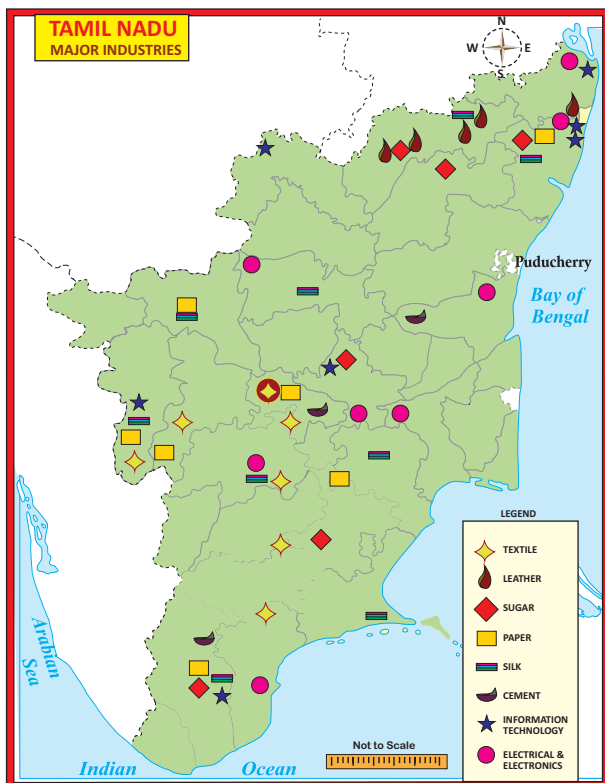 TAMIL NADU
MAJOR INDUSTRIES
N
W E
S
Puducherry
Bay of
Bengal
Arabian
Sea
Indian Ocean
Not to Scale
LEGEND
TEXTILE
LEATHER
SUGAR
PAPER
SILK
CEMENT
INFORMATION
TECHNOLOGY
ELECTRICAL &
ELECTRONICS